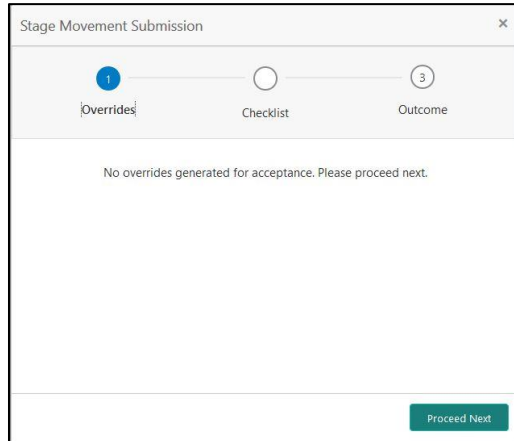 Stage Movement Submission ×
1
3
Overrides
Checklist
Outcome
No overrides generated for acceptance. Please proceed next.
Proceed Next